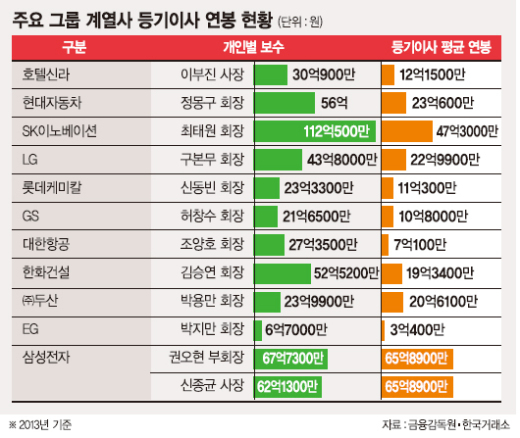 주요 그룹 계열사 등기이사 연봉 현황 (단위 : 원)
구분 개인별 보수 등기이사 평균 연봉
호텔신라 이부진 사장 30억900만 12억1500만
현대자동차 정몽구 회장 56억 23억600만
SK이노베이션 최태원 회장 112억500만 47억3000만
LG 구본무 회장 43억8000만 22억9900만
롯데케미칼 신동빈 회장 23억3300만 11억300만
GS 허창수 회장 21억6500만 10억8000만
대한항공 조양호 회장 27억3500만 7억100만
한화건설 김승연 회장 52억5200만 19억3400만
㈜두산 박용만 회장 23억9900만 20억6100만
EG 박지만 회장 6억7000만 3억400만
삼성전자 권오현 부회장 67억7300만 65억8900만
신종균 사장 62억1300만 65억8900만
※ 2013년 기준 자료 : 금융감독원·한국거래소